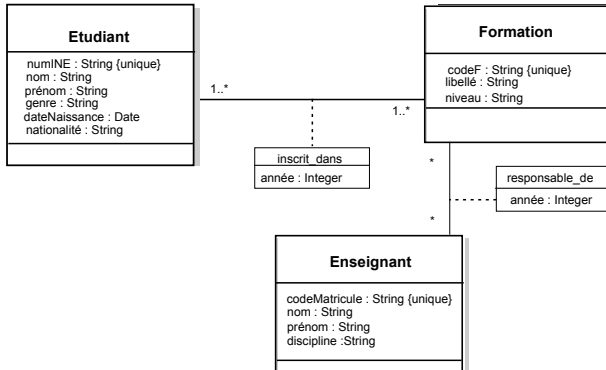 Etudiant
numINE : String {unique}
nom : String
prénom : String
genre : String
dateNaissance : Date
nationalité : String
1..*
1..*
inscrit_dans
année : Integer
Formation
codeF : String {unique}
libellé : String
niveau : String
*
*
responsable_de
année : Integer
Enseignant
codeMatricule : String {unique}
nom : String
prénom : String
discipline :String